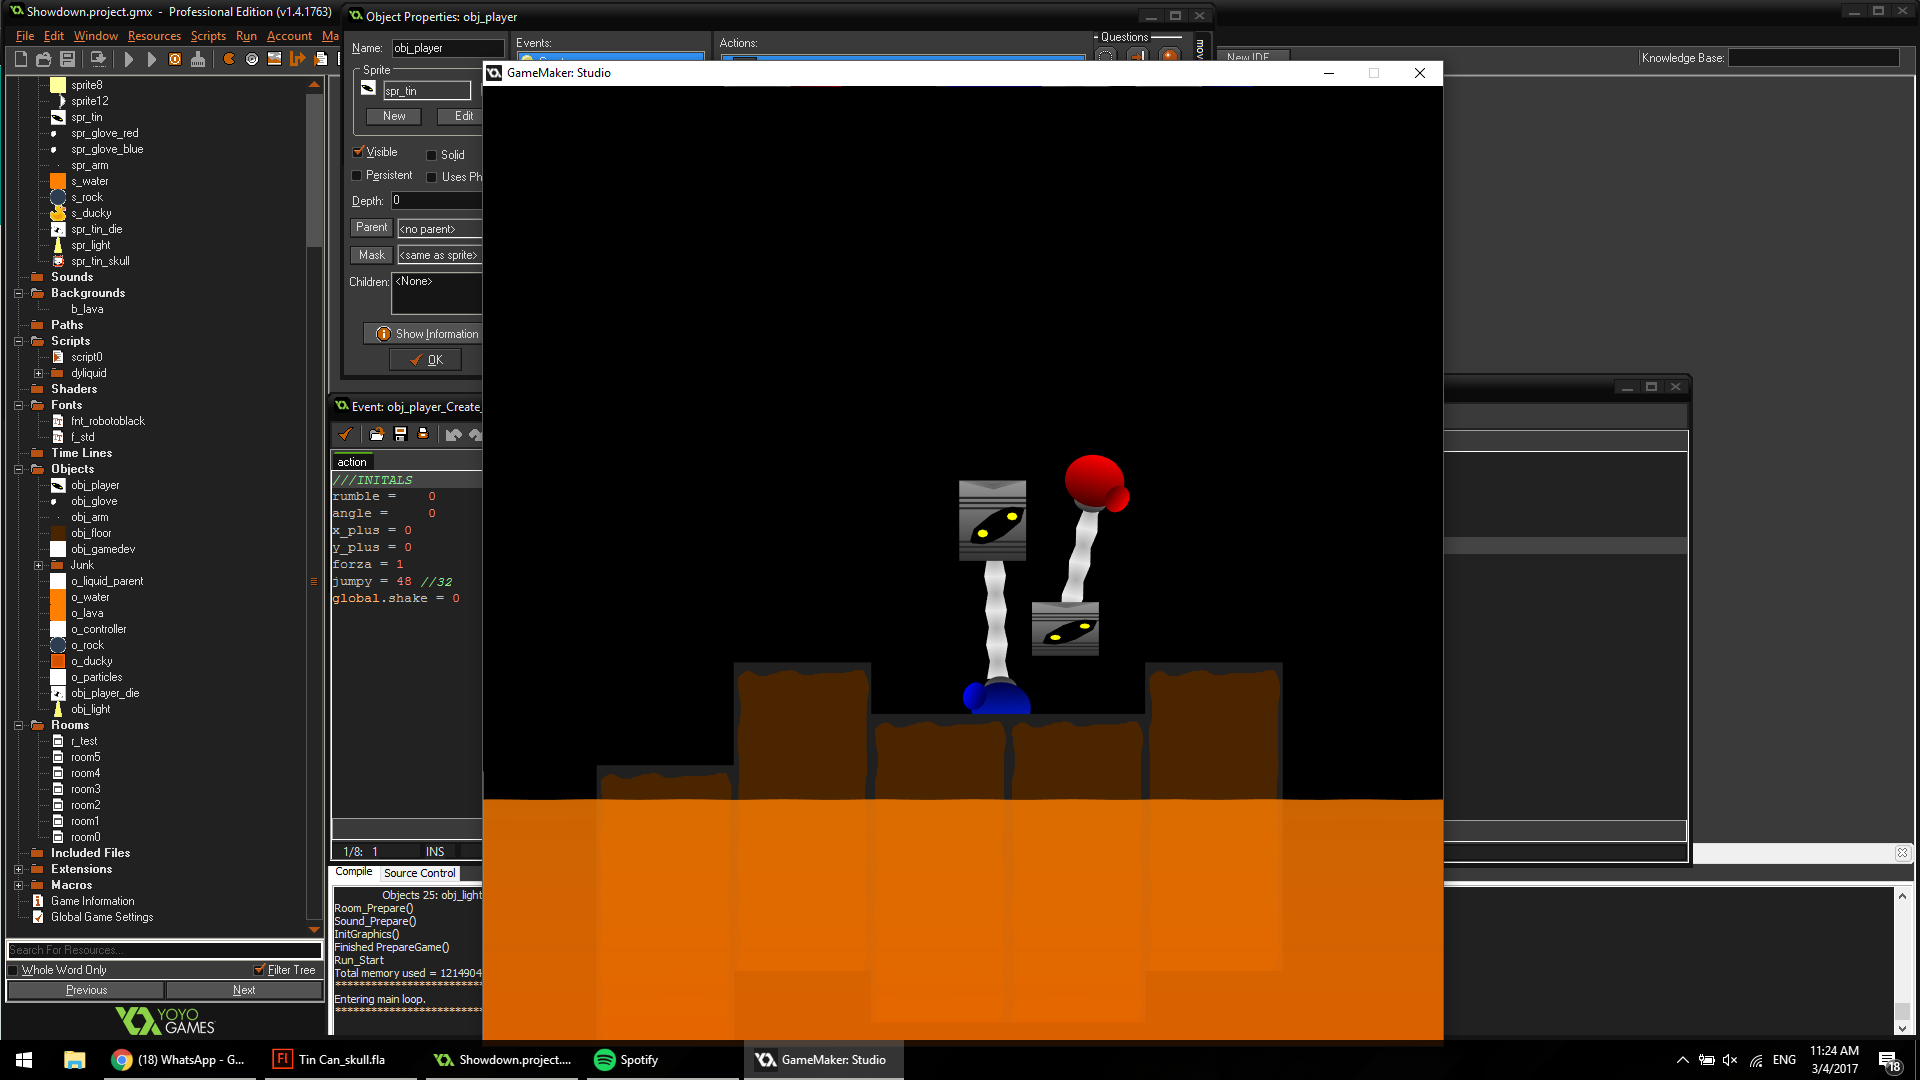 Showdown.project.gmx - Professional Edition (v1.4.1763)
File Edit Window Resources Scripts Run Account Ma
sprite8
sprite12
spr_tin
spr_glove_red
spr_glove_blue
spr_arm
s_water
s_rock
s_ducky
spr_tin_die
spr_light
spr_tin_skull
Sounds
Backgrounds
b_lava
Paths
Scripts
script0
dyliquid
Shaders
Fonts
fnt_robotoblack
f_std
Time Lines
Objects
obj_player
obj_glove
obj_arm
obj_floor
obj_gamedev
Junk
o_liquid_parent
o_water
o_lava
o_controller
o_rock
o_ducky
o_particles
obj_player_die
obj_light
Rooms
r_test
room5
room4
room3
room2
room1
room0
Included Files
Extensions
Macros
Game Information
Global Game Settings
Search For Resources...
Whole Word Only Filter Tree
Previous Next
YOYO
GAMES
Object Properties: obj_player
Name: obj_player
Sprite
spr_tin
New Edit
Visible Solid
Persistent Uses Ph
Depth: 0
Parent <no parent>
Mask <same as sprite>
Children: <None>
Show Information
OK
Events:
Actions:
Questions
mov
New IDE
Knowledge Base:
GameMaker: Studio
Event: obj_player_Create_
action
///INITALS
rumble = 0
angle = 0
x_plus = 0
y_plus = 0
forza = 1
jumpy = 48 //32
global.shake = 0
1/8: 1 INS
Compile Source Control
Objects 25: obj_light
Room_Prepare()
Sound_Prepare()
InitGraphics()
Finished PrepareGame()
Run_Start
Total memory used = 1214904
**************************
Entering main loop.
**************************
(18) WhatsApp - G...
Fl Tin Can_skull.fla
Showdown.project....
Spotify
GameMaker: Studio
ENG
11:24 AM
3/4/2017
18